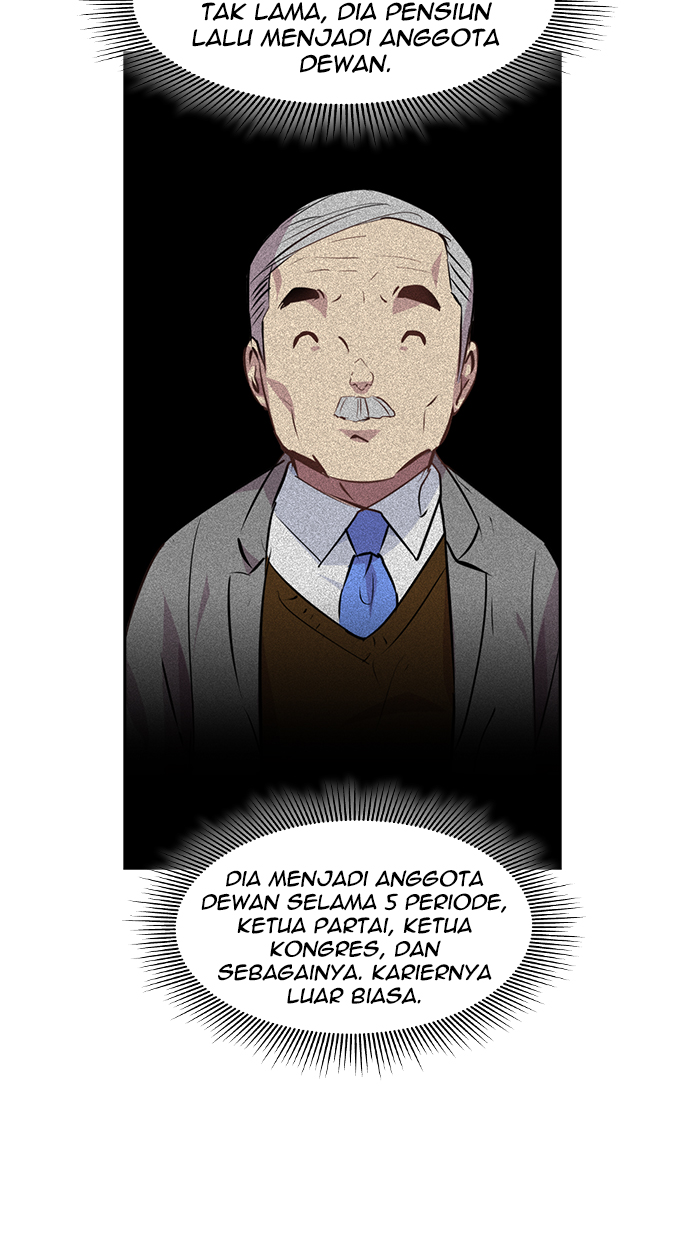 TAK LAMA, DIA PENSIUN
LALU MENJADI ANGGOTA
DEWAN.
DIA MENJADI ANGGOTA
DEWAN SELAMA 5 PERIODE,
KETUA PARTAI, KETUA
KONGRES, DAN
SEBAGAINYA. KARIERNYA
LUAR BIASA.